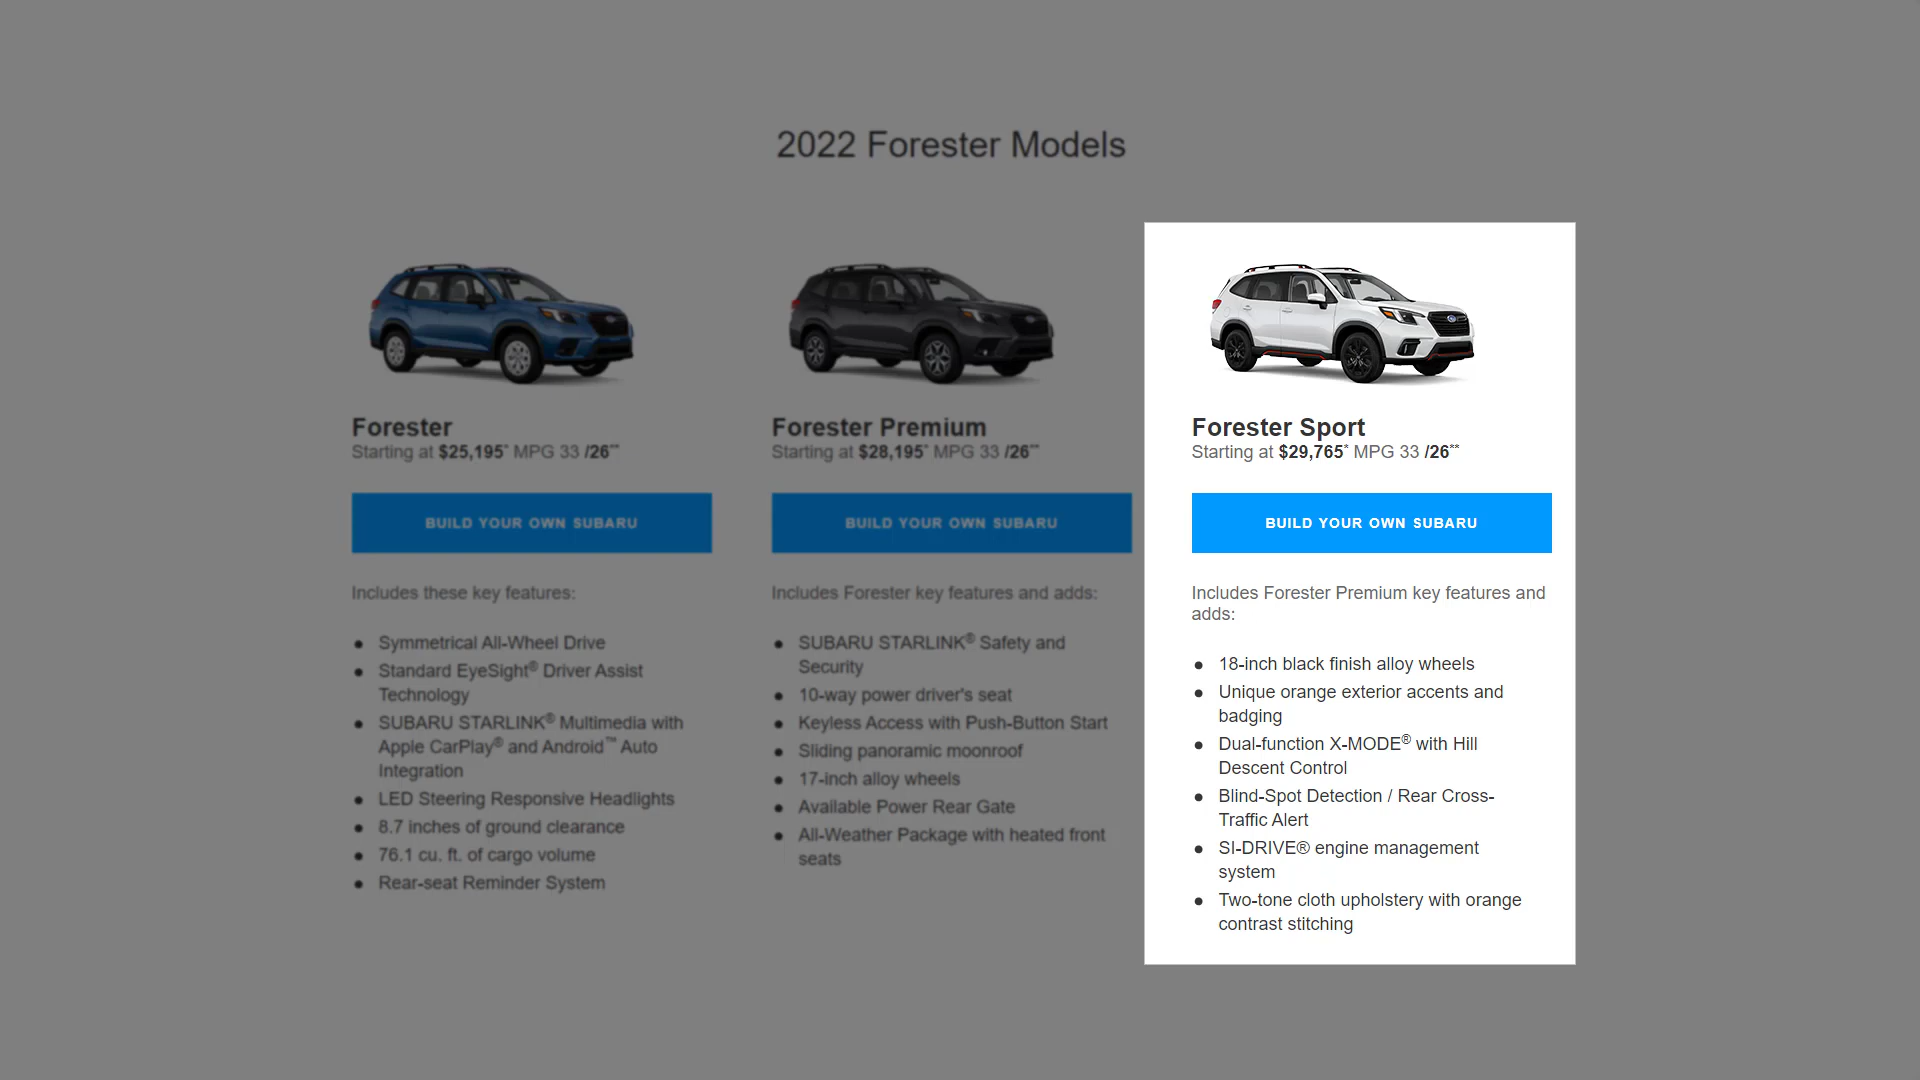 2022 Forester Models
Forester
Starting at $25,195* MPG 33 /26**
BUILD YOUR OWN SUBARU
Includes these key features:
● Symmetrical All-Wheel Drive
● Standard EyeSight® Driver Assist
Technology
● SUBARU STARLINK® Multimedia with
Apple CarPlay® and Android™ Auto
Integration
● LED Steering Responsive Headlights
● 8.7 inches of ground clearance
● 76.1 cu. ft. of cargo volume
● Rear-seat Reminder System
Forester Premium
Starting at $28,195* MPG 33 /26**
BUILD YOUR OWN SUBARU
Includes Forester key features and adds:
● SUBARU STARLINK® Safety and
Security
● 10-way power driver's seat
● Keyless Access with Push-Button Start
● Sliding panoramic moonroof
● 17-inch alloy wheels
● Available Power Rear Gate
● All-Weather Package with heated front
seats
Forester Sport
Starting at $29,765* MPG 33 /26**
BUILD YOUR OWN SUBARU
Includes Forester Premium key features and
adds:
● 18-inch black finish alloy wheels
● Unique orange exterior accents and
badging
● Dual-function X-MODE® with Hill
Descent Control
● Blind-Spot Detection / Rear Cross-
Traffic Alert
● SI-DRIVE® engine management
system
● Two-tone cloth upholstery with orange
contrast stitching